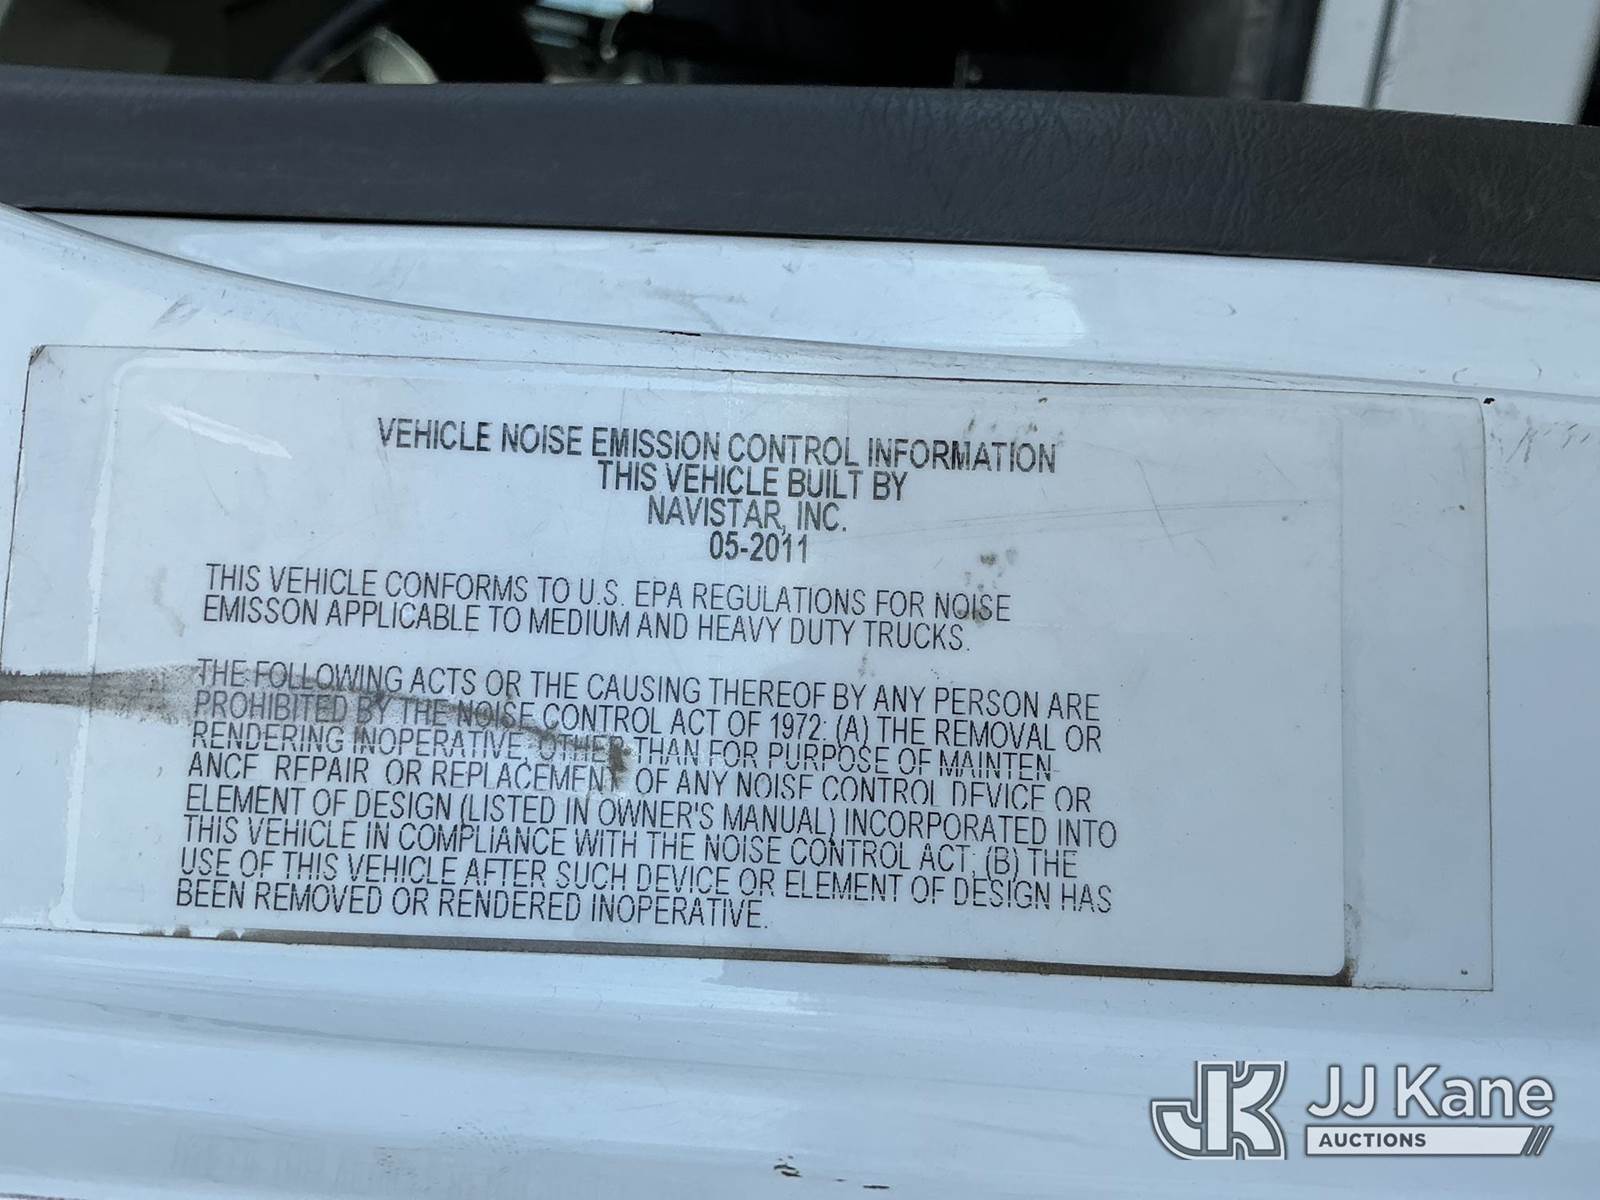 VEHICLE NOISE EMISSION CONTROL INFORMATION
THIS VEHICLE BUILT BY
NAVISTAR, INC.
05-2011
THIS VEHICLE CONFORMS TO U.S. EPA REGULATIONS FOR NOISE
EMISSON APPLICABLE TO MEDIUM AND HEAVY DUTY TRUCKS.
THE FOLLOWING ACTS OR THE CAUSING THEREOF BY ANY PERSON ARE
PROHIBITED BY THE NOISE CONTROL ACT OF 1972: (A) THE REMOVAL OR
RENDERING INOPERATIVE, OTHER THAN FOR PURPOSE OF MAINTEN-
ANCE REPAIR OR REPLACEMENT OF ANY NOISE CONTROL DEVICE OR
ELEMENT OF DESIGN (LISTED IN OWNER'S MANUAL) INCORPORATED INTO
THIS VEHICLE IN COMPLIANCE WITH THE NOISE CONTROL ACT; (B) THE
USE OF THIS VEHICLE AFTER SUCH DEVICE OR ELEMENT OF DESIGN HAS
BEEN REMOVED OR RENDERED INOPERATIVE.
JK JJ Kane
AUCTIONS